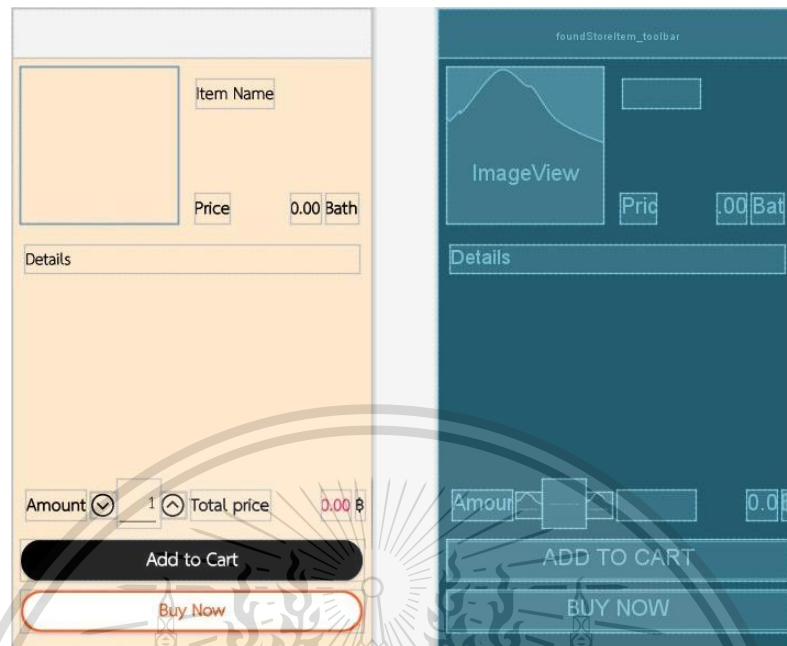 foundStoreItem_toolbar
Item Name
Price 0.00 Bath
Details
Amount 1 Total price 0.00 ฿
Add to Cart
Buy Now
ImageView
Pric .00 Bat
Details
Amour 0.0
ADD TO CART
BUY NOW